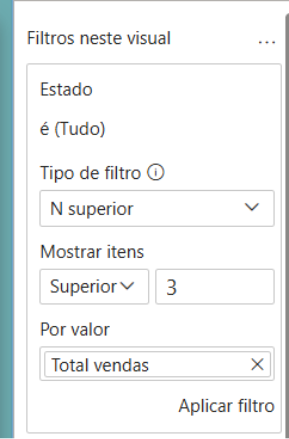 Filtros neste visual
...
Estado
é (Tudo)
Tipo de filtro
N superior
Mostrar itens
Superior 3
Por valor
Total vendas
Aplicar filtro